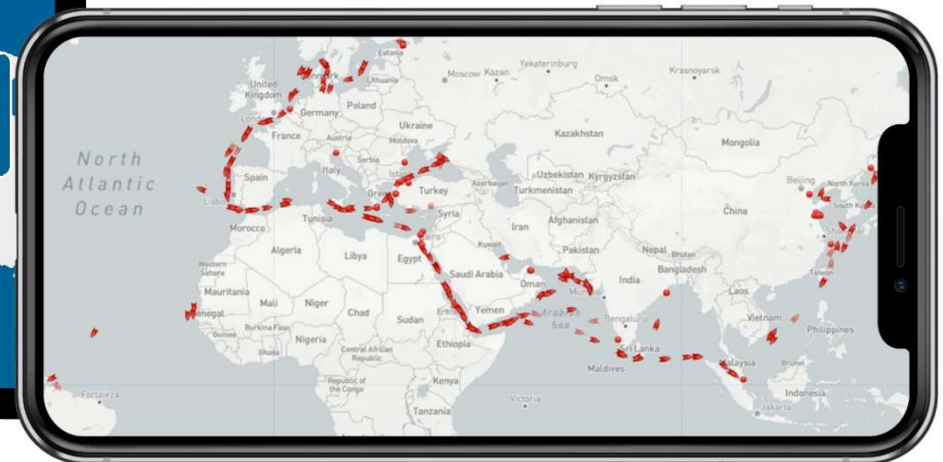 Estonia
Moscow
Kazan
Yekaterinburg
Omsk
Krasnoyarsk
United
Kingdom
Lithuania
Poland
Germany
France
Ukraine
Austria
Moldova
Kazakhstan
Mongolia
North
Atlantic
Ocean
Spain
Italy
Serbia
Turkey
Azerbaijan
Uzbekistan
Kyrgyzstan
Turkmenistan
Beijing
North Korea
Tunisia
Syria
Morocco
Iran
Afghanistan
China
Algeria
Libya
Egypt
Kuwait
Pakistan
Nepal
Bhutan
Western
Sahara
Saudi Arabia
Oman
India
Bangladesh
Taiwan
Mauritania
Mali
Niger
Chad
Sudan
Yemen
Laos
Guinea
Burkina Faso
Nigeria
Ghana
Central African
Republic
Ethiopia
Arabian
Sea
Bengaluru
Vietnam
Philippines
Sri Lanka
Maldives
Malaysia
Republic of
the Congo
Kenya
Tanzania
Victoria
Indonesia
Jakarta
Fortaleza